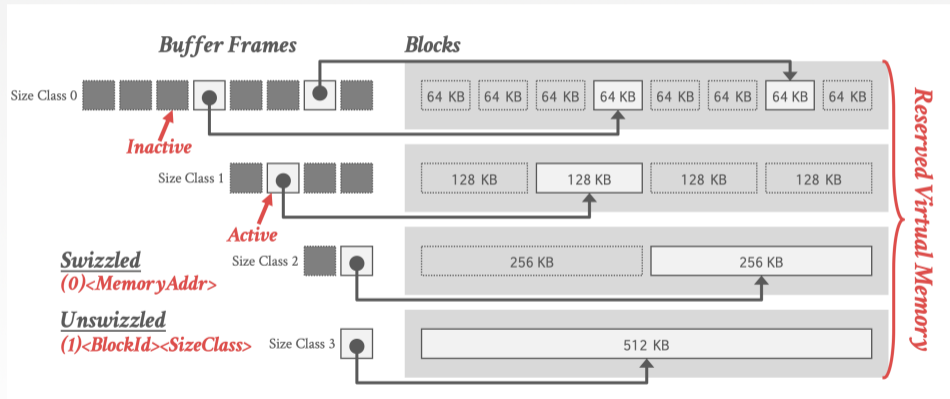 Buffer Frames
Blocks
Size Class 0
64 KB 64 KB 64 KB 64 KB 64 KB 64 KB 64 KB 64 KB
Inactive
Size Class 1
128 KB 128 KB 128 KB 128 KB
Active
Swizzled
(0)<MemoryAddr>
Size Class 2
256 KB 256 KB
Unswizzled
(1)<BlockId><SizeClass>
Size Class 3
512 KB
Reserved Virtual Memory